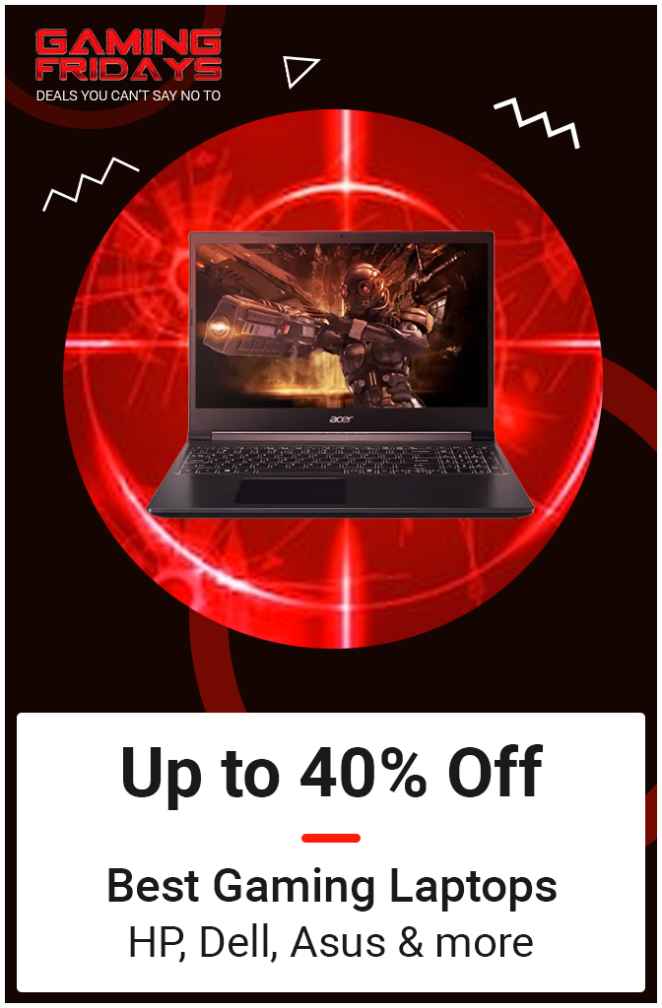 GAMING
FRIDAYS
DEALS YOU CAN'T SAY NO TO
acer
Up to 40% Off
Best Gaming Laptops
HP, Dell, Asus & more